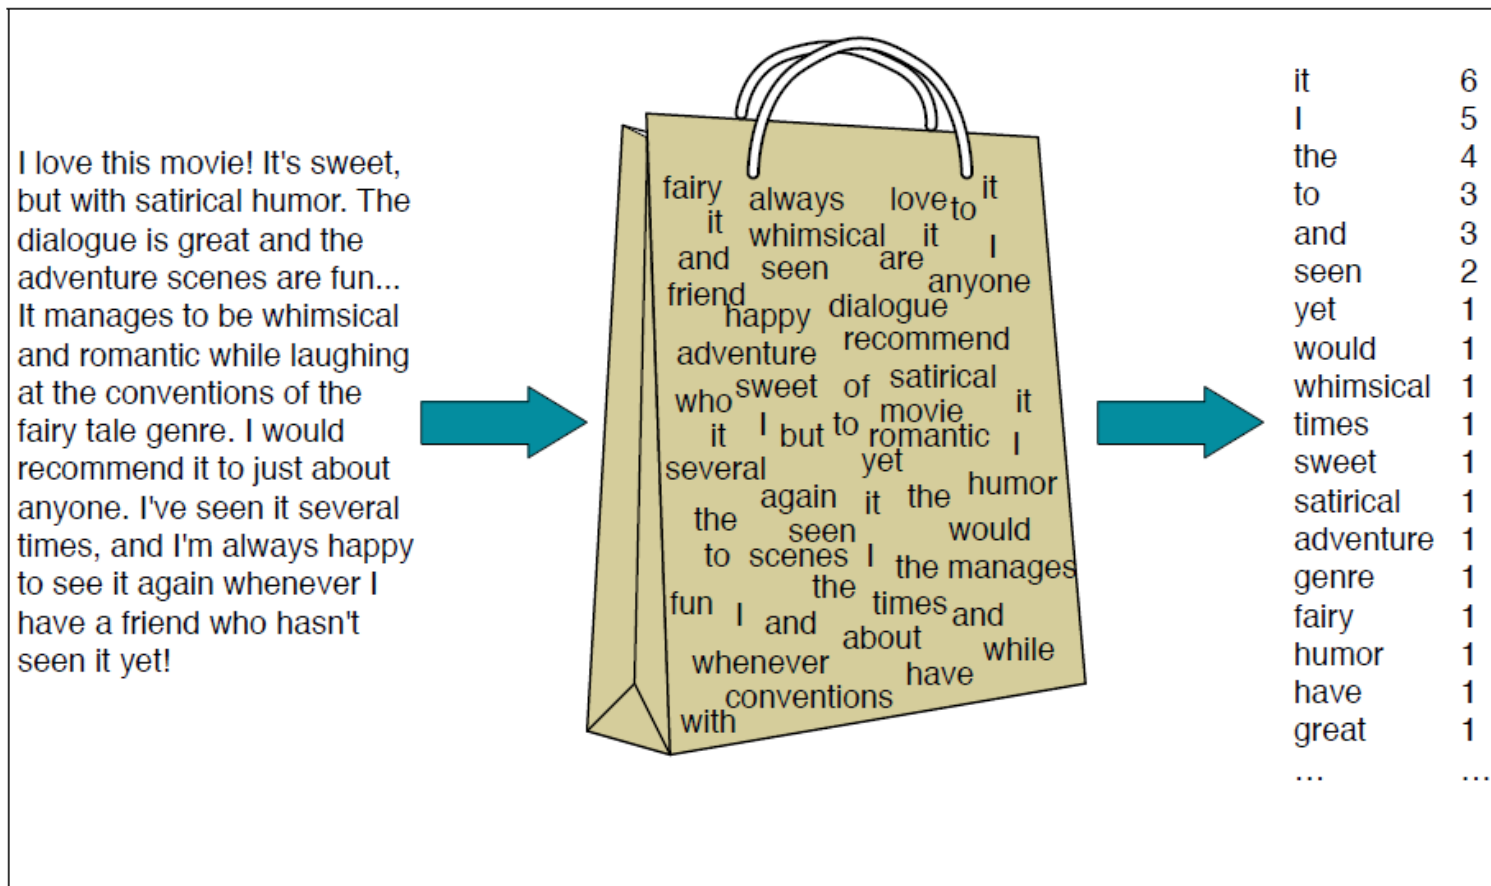 I love this movie! It's sweet,
but with satirical humor. The
dialogue is great and the
adventure scenes are fun...
It manages to be whimsical
and romantic while laughing
at the conventions of the
fairy tale genre. I would
recommend it to just about
anyone. I've seen it several
times, and I'm always happy
to see it again whenever I
have a friend who hasn't
seen it yet!
fairy always love to it
it whimsical it I
and seen are anyone
friend happy dialogue
adventure recommend
who sweet of satirical
it I but to movie it
romantic I
several yet
again it the humor
the seen would
to scenes I the manages
fun I the times and
and about while
whenever have
conventions
with
it 6
I 5
the 4
to 3
and 3
seen 2
yet 1
would 1
whimsical 1
times 1
sweet 1
satirical 1
adventure 1
genre 1
fairy 1
humor 1
have 1
great 1
... ...